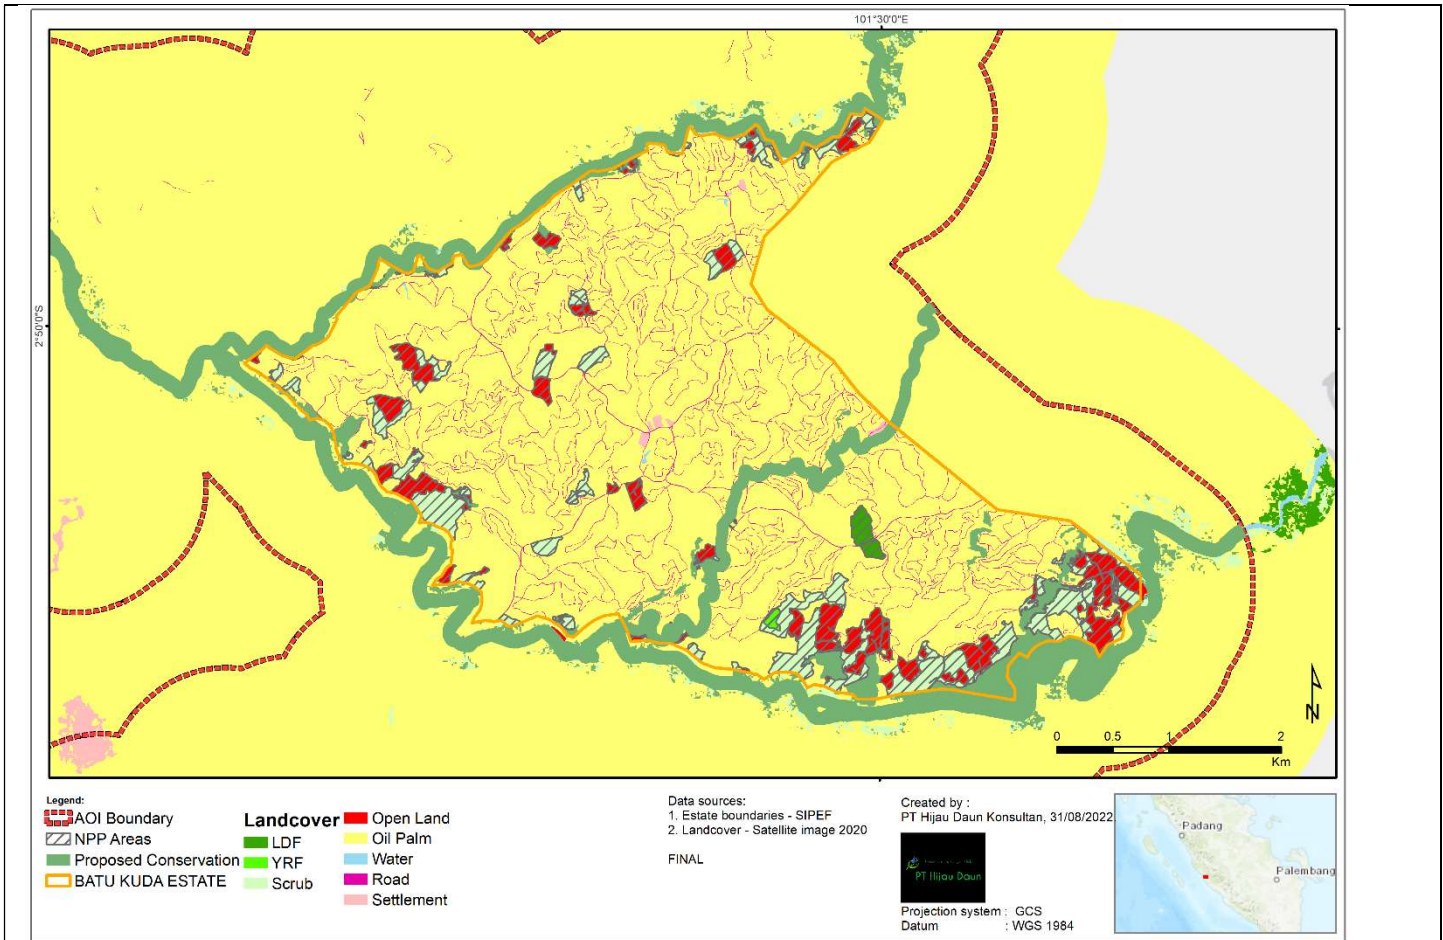 101°30'0"E
2°50'0"S
N
0 0.5 1 2
Km
Legend:
AOI Boundary
NPP Areas
Proposed Conservation
BATU KUDA ESTATE
Landcover
LDF
YRF
Scrub
Open Land
Oil Palm
Water
Road
Settlement
Data sources:
1. Estate boundaries - SIPEF
2. Landcover - Satellite image 2020
FINAL
Created by :
PT Hijau Daun Konsultan, 31/08/2022
PT Hijau Daun
Projection system : GCS
Datum : WGS 1984
Padang
Palembang